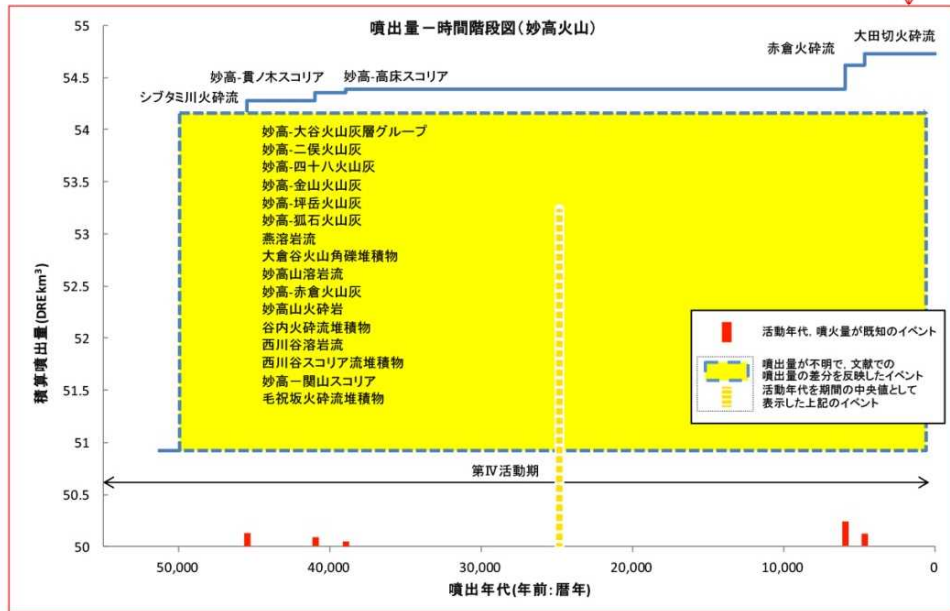 噴出量－時間階段図(妙高火山)
大田切火砕流
赤倉火砕流
妙高-貫ノ木スコリア
妙高-高床スコリア
シブタミ川火砕流
妙高-大谷火山灰層グループ
妙高-二俣火山灰
妙高-四十八火山灰
妙高-金山火山灰
妙高-坪岳火山灰
妙高-狐石火山灰
燕溶岩流
大倉谷火山角礫堆積物
妙高山溶岩流
妙高-赤倉火山灰
妙高山火砕岩
谷内火砕流堆積物
西川谷溶岩流
西川谷スコリア流堆積物
妙高ー関山スコリア
毛祝坂火砕流堆積物
活動年代，噴火量が既知のイベント
噴出量が不明で，文献での
噴出量の差分を反映したイベント
活動年代を期間の中央値として
表示した上記のイベント
第Ⅳ活動期
積算噴出量(DREkm³)
55
54.5
54
53.5
53
52.5
52
51.5
51
50.5
50
50,000
40,000
30,000
20,000
10,000
0
噴出年代(年前:暦年)